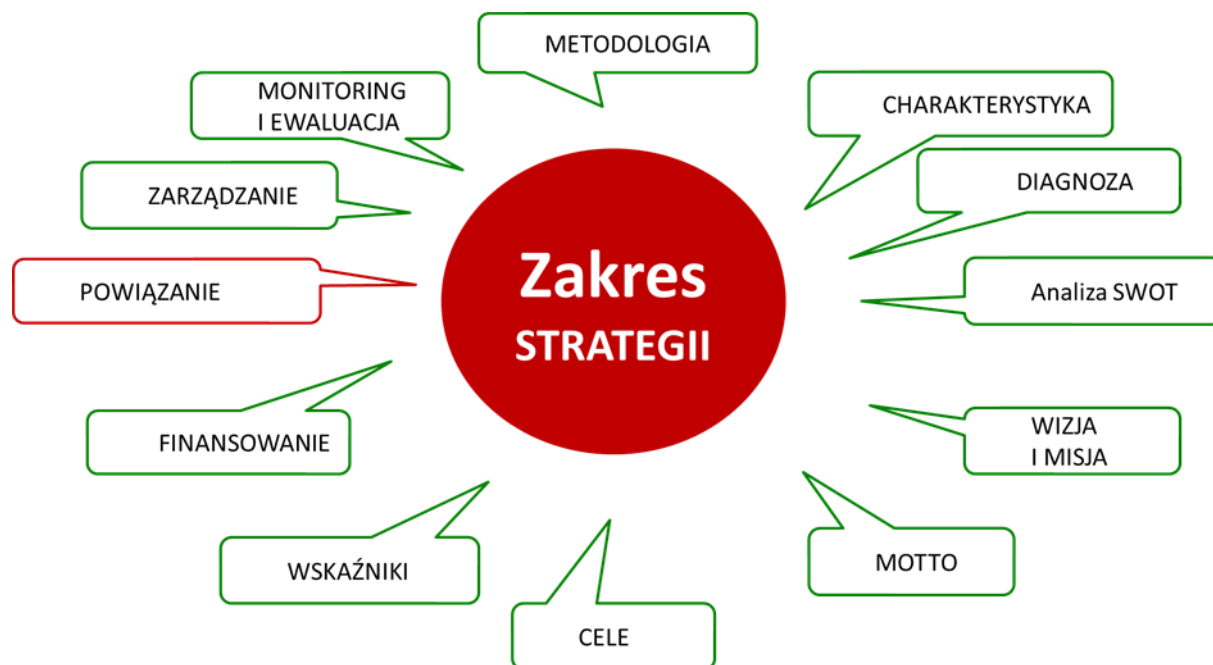 METODOLOGIA
CHARAKTERYSTYKA
DIAGNOZA
Analiza SWOT
WIZJA
I MISJA
MOTTO
CELE
WSKAŹNIKI
FINANSOWANIE
POWIĄZANIE
ZARZĄDZANIE
MONITORING
I EWALUACJA
Zakres
STRATEGII